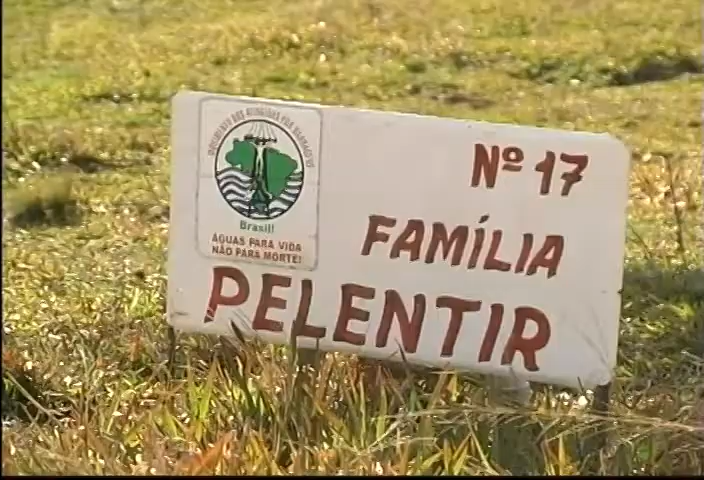 MOVIMENTO DOS ATINGIDOS POR BARRAGENS
Brasil!
ÁGUAS PARA VIDA
NÃO PARA MORTE!
Nº 17
FAMÍLIA
PELENTIR